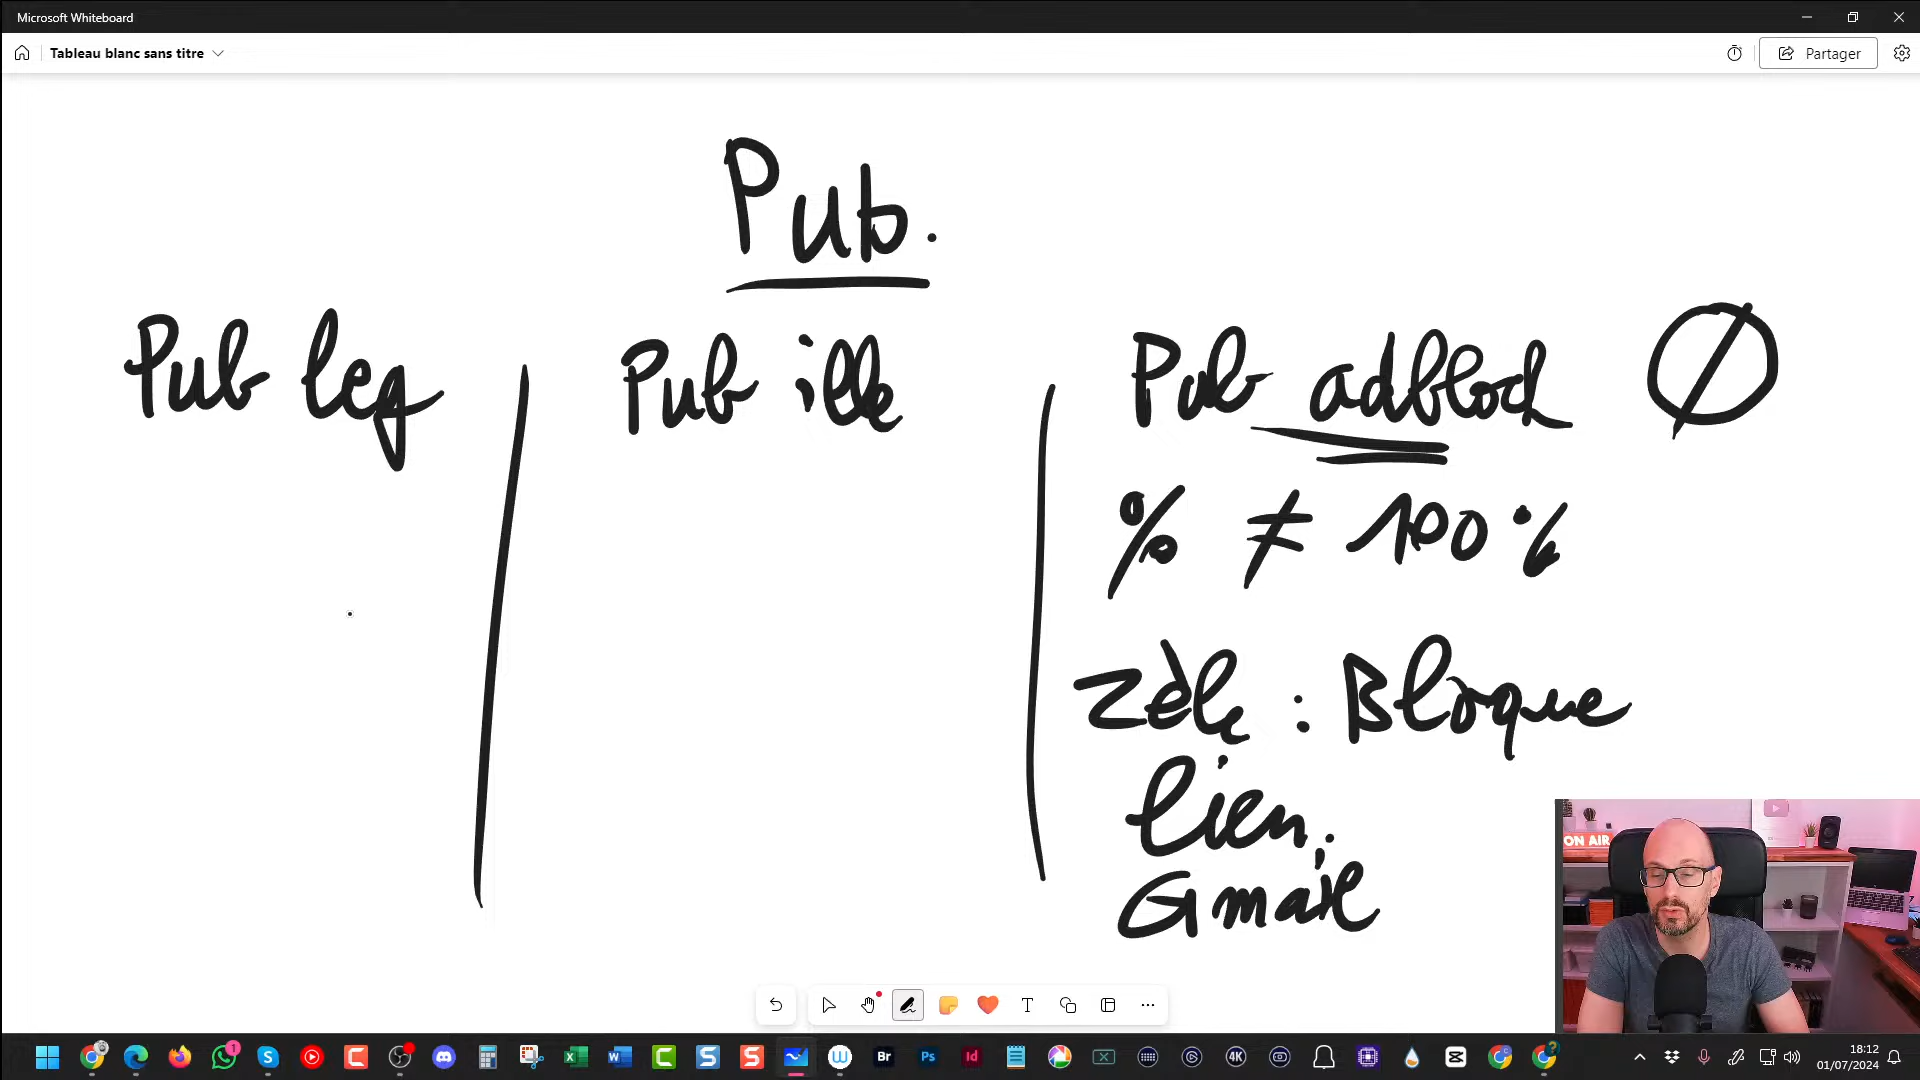 Microsoft Whiteboard
Tableau blanc sans titre
Partager
Pub.
Pub leg
Pub ille
Pub adblock
% ≠ 100%
zèle : Bloque
lien.
Gmail
ON AIR
18:12
01/07/2024